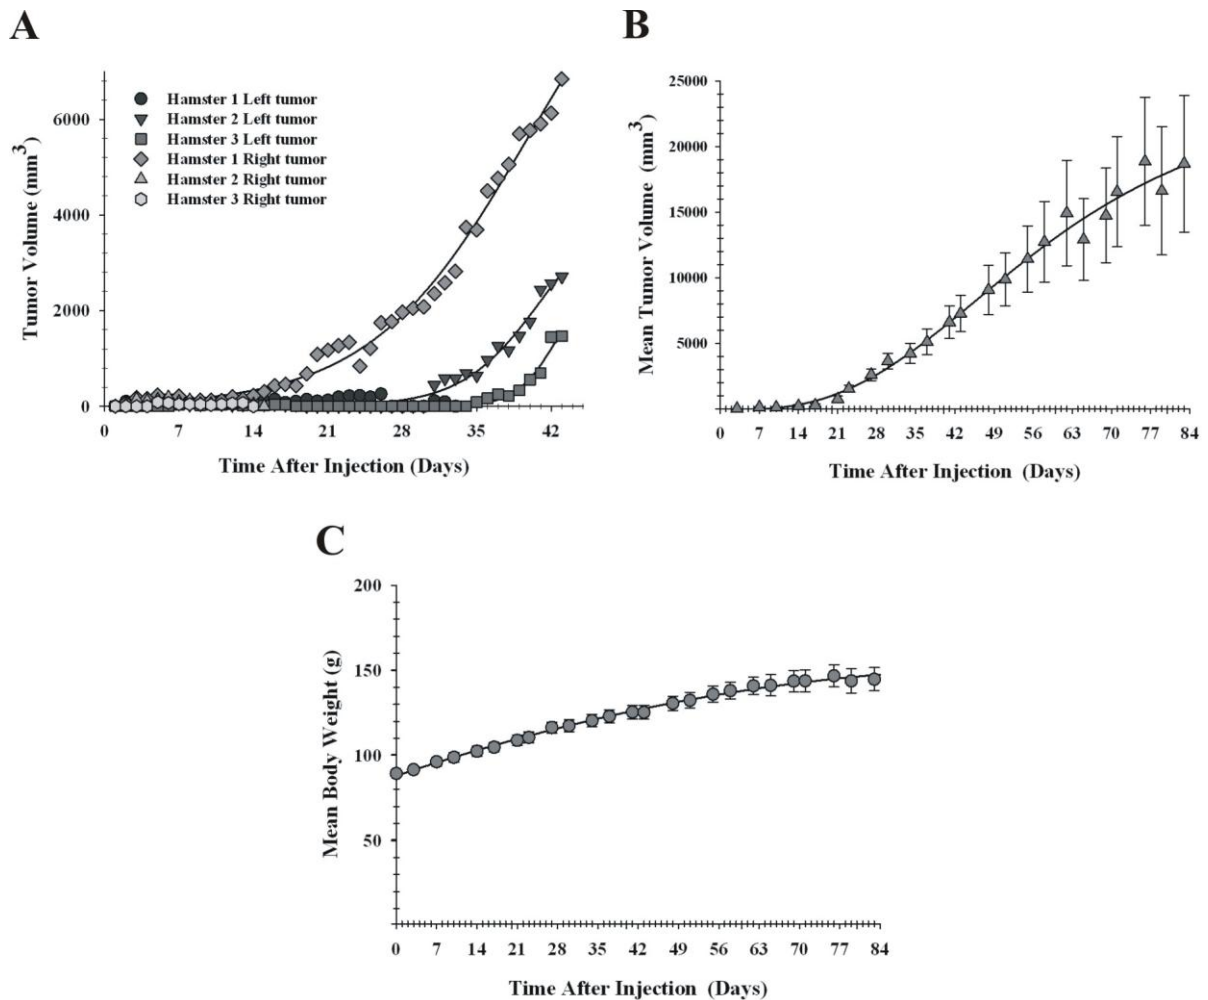 A
Tumor Volume (mm3)
Hamster 1 Left tumor
Hamster 2 Left tumor
Hamster 3 Left tumor
Hamster 1 Right tumor
Hamster 2 Right tumor
Hamster 3 Right tumor
6000
4000
2000
0
0 7 14 21 28 35 42
Time After Injection (Days)
B
Mean Tumor Volume (mm3)
25000
20000
15000
10000
5000
0 7 14 21 28 35 42 49 56 63 70 77 84
Time After Injection (Days)
C
Mean Body Weight (g)
200
150
100
50
0 7 14 21 28 35 42 49 56 63 70 77 84
Time After Injection (Days)